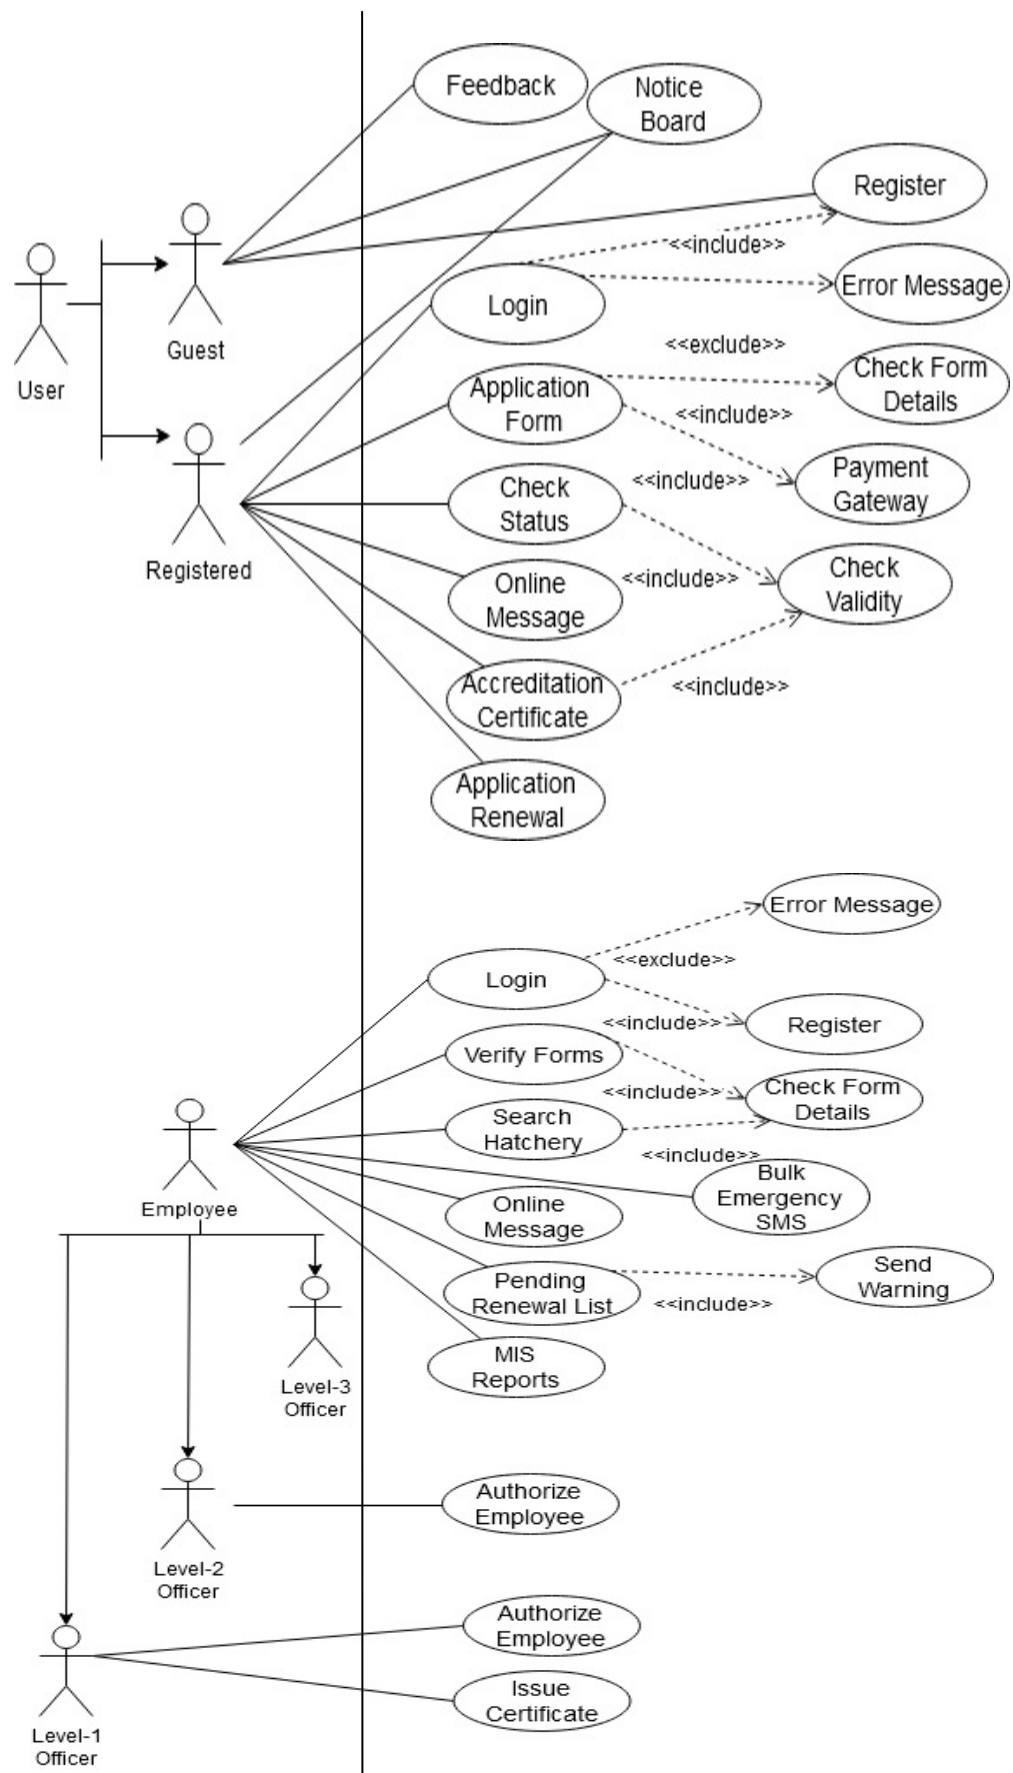 Feedback
Notice
Board
Register
<<include>>
Login
Error Message
Guest
User
<<exclude>>
Application
Form
Check Form
Details
<<include>>
Check
Status
<<include>>
Payment
Gateway
Registered
Online
Message
<<include>>
Check
Validity
Accreditation
Certificate
<<include>>
Application
Renewal
Error Message
<<exclude>>
Login
<<include>>
Register
Verify Forms
<<include>>
Check Form
Details
Search
Hatchery
<<include>>
Bulk
Emergency
SMS
Employee
Online
Message
Pending
Renewal List
<<include>>
Send
Warning
MIS
Reports
Level-3
Officer
Authorize
Employee
Level-2
Officer
Authorize
Employee
Issue
Certificate
Level-1
Officer